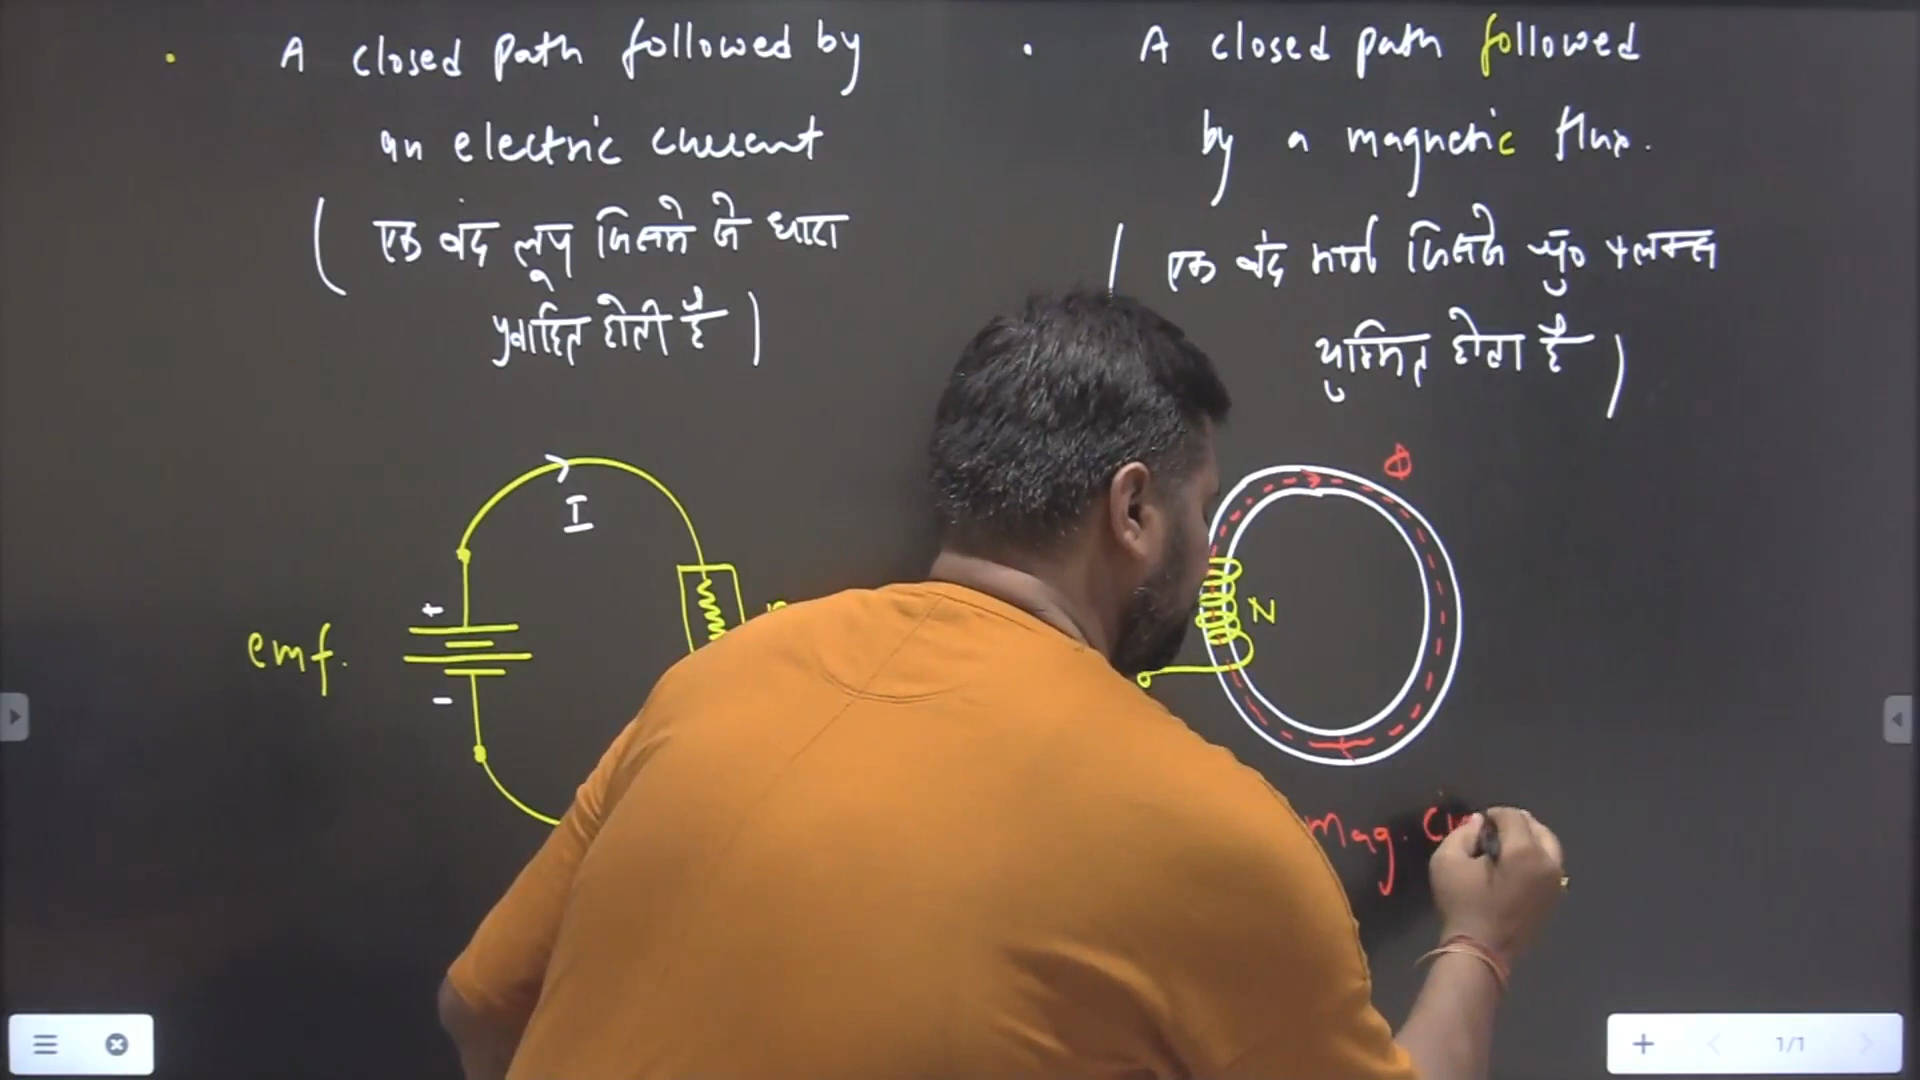 A closed path followed by
an electric current
( एक बंद लूप जिसमे से धारा
प्रवाहित होती है )
A closed path followed
by a magnetic flux.
( एक बंद मार्ग जिसमे चुं० फ्लक्स
होता है )
I
+
emf.
-
Φ
N
Mag.
1/1